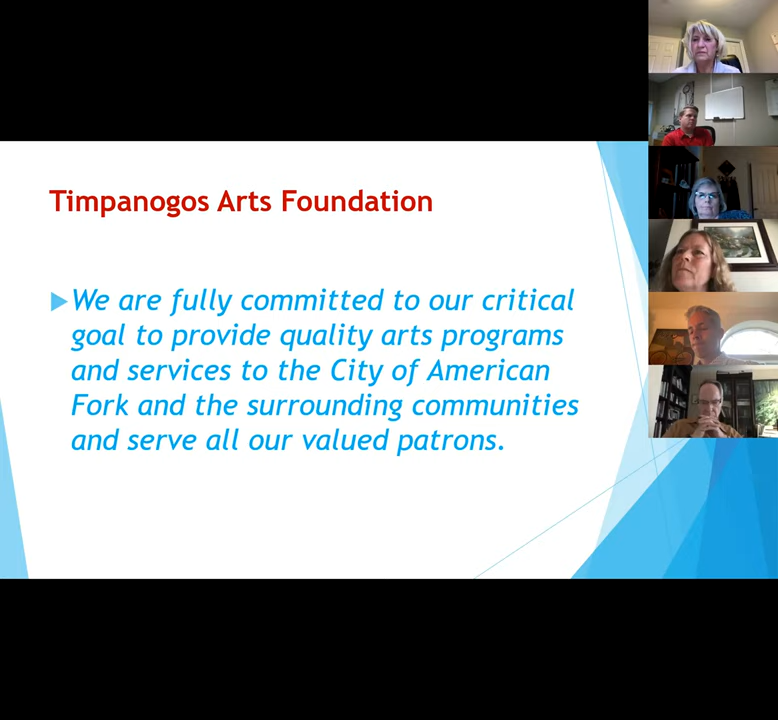 Timpanogos Arts Foundation
We are fully committed to our critical
goal to provide quality arts programs
and services to the City of American
Fork and the surrounding communities
and serve all our valued patrons.